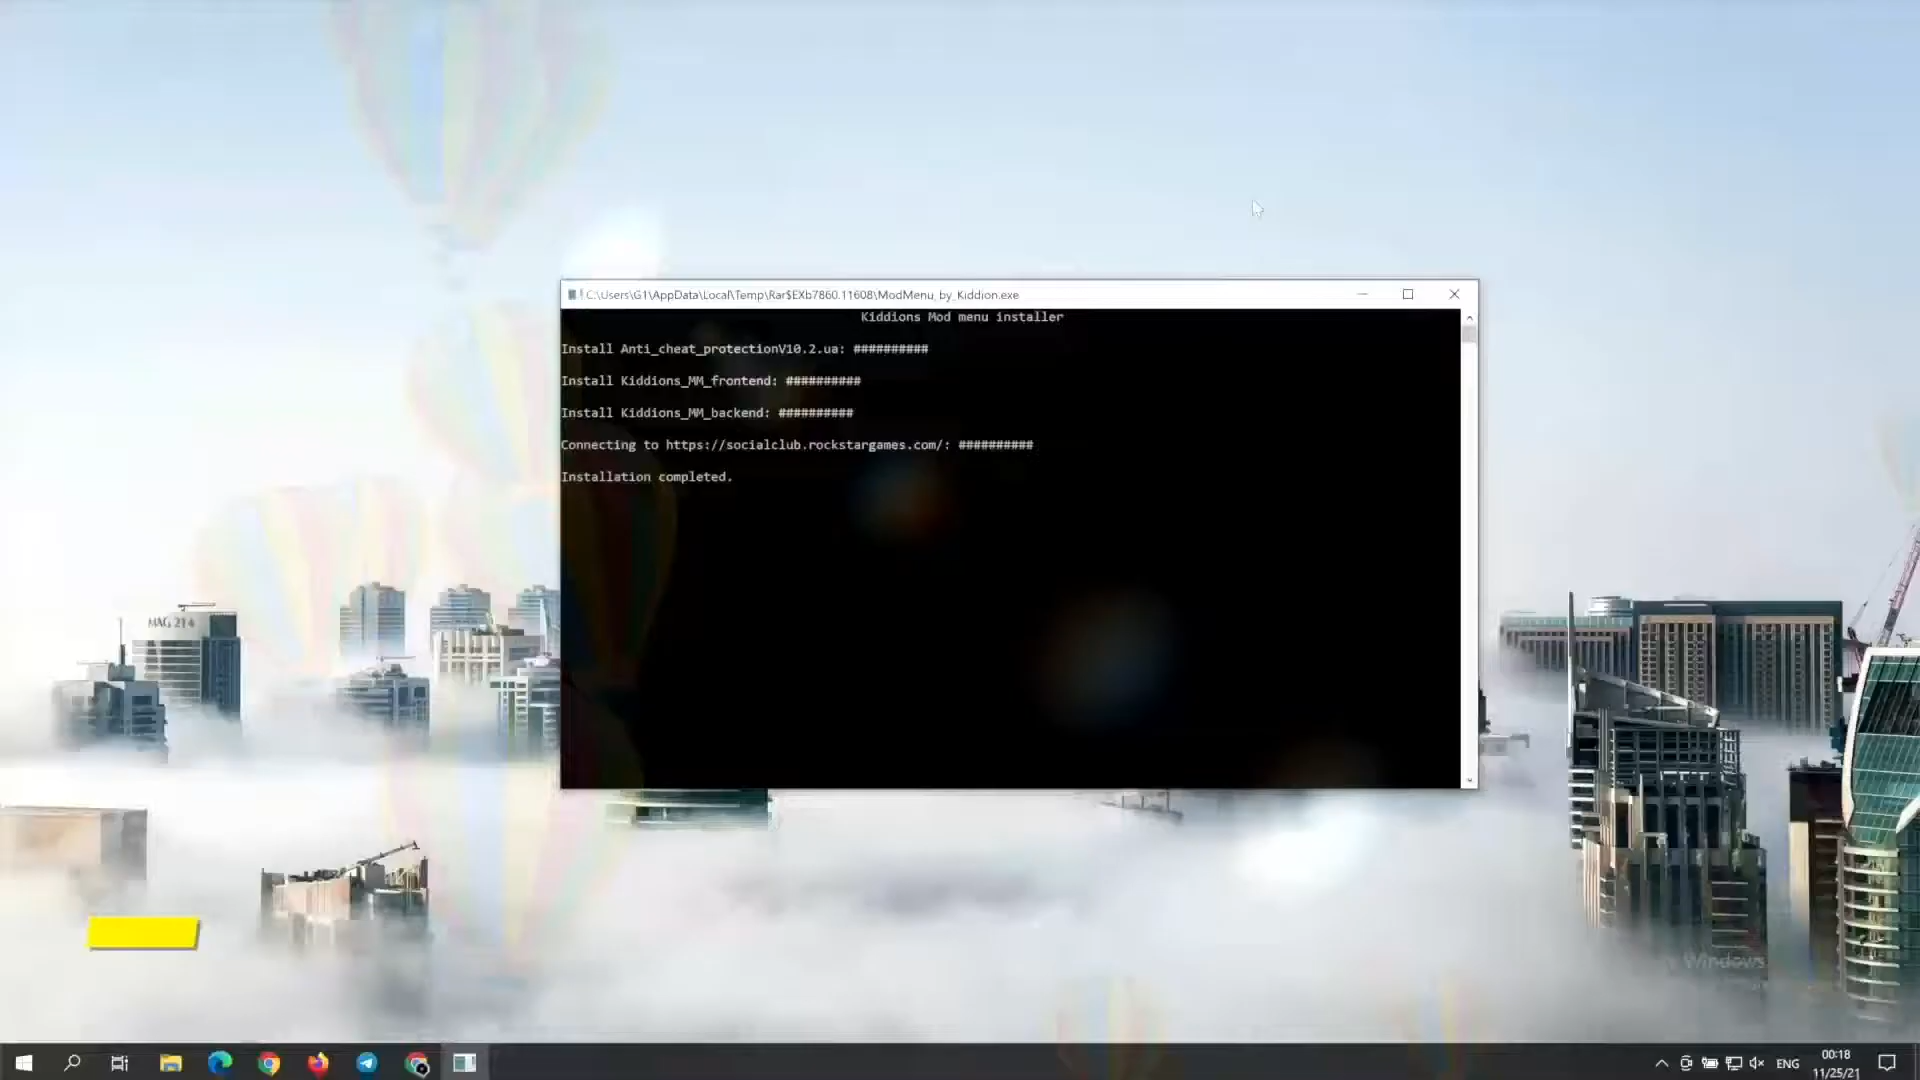 C:\Users\G1\AppData\Local\Temp\Rar$EXb7860.11608\ModMenu_by_Kiddion.exe
Kiddions Mod menu installer
Install Anti_cheat_protectionV10.2.ua: ##########
Install Kiddions_MM_frontend: ##########
Install Kiddions_MM_backend: ##########
Connecting to https://socialclub.rockstargames.com/: ##########
Installation completed.
MAG 214
Windows
ENG
00:18
11/25/21